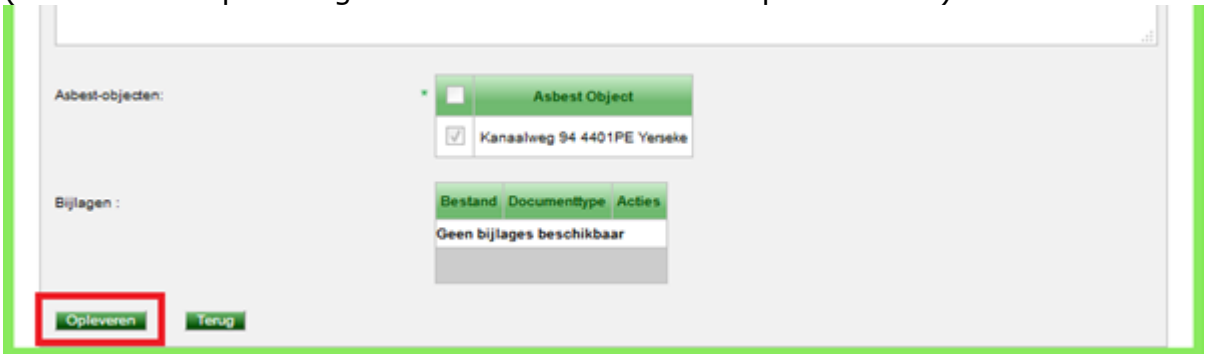 Asbest-objecten: *
Asbest Object
Kanaalweg 94 4401PE Yerseke
Bijlagen :
Bestand Documenttype Acties
Geen bijlages beschikbaar
Opleveren Terug